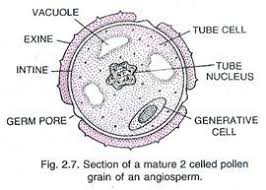 VACUOLE
EXINE
INTINE
GERM PORE
TUBE CELL
TUBE
NUCLEUS
GENERATIVE
CELL
Fig. 2.7. Section of a mature 2 celled pollen
grain of an angiosperm.